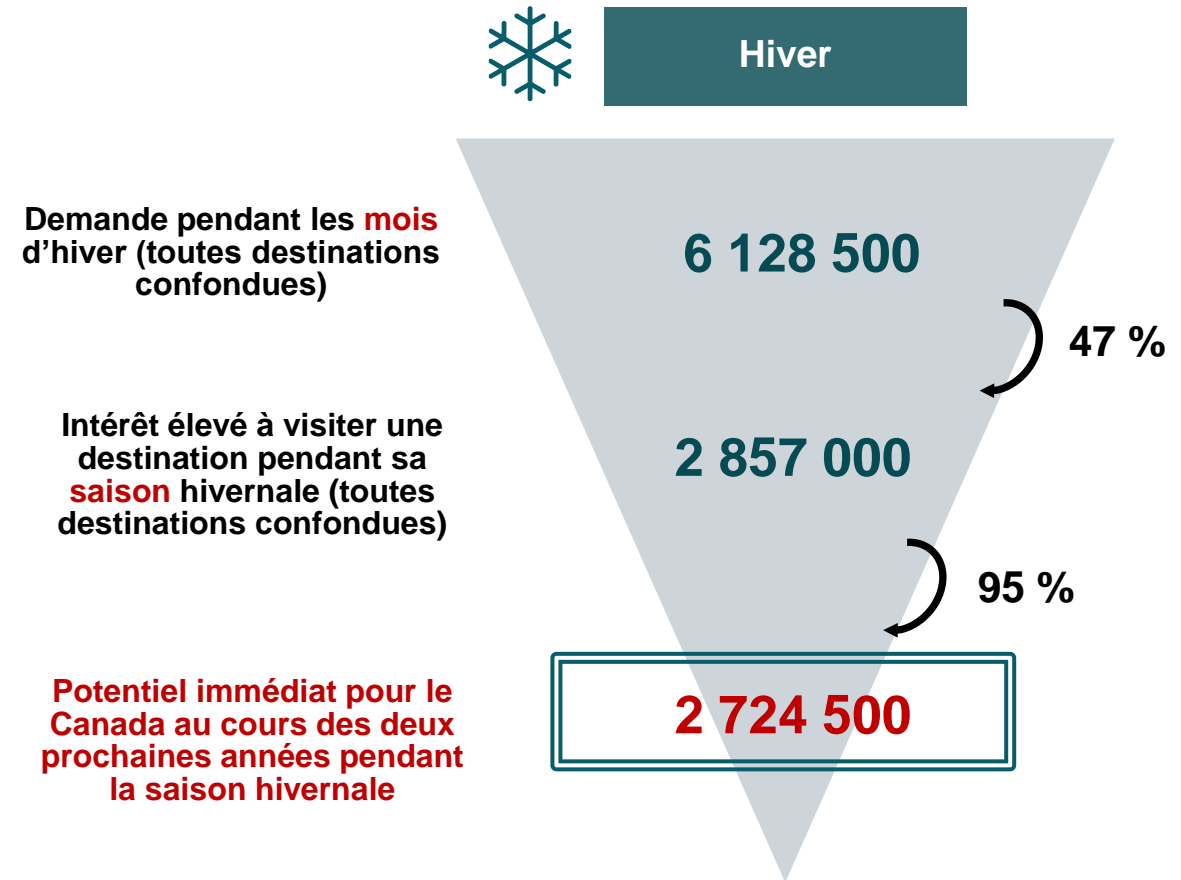 Hiver
Demande pendant les mois
d’hiver (toutes destinations
confondues)
6 128 500
47 %
Intérêt élevé à visiter une
destination pendant sa
saison hivernale (toutes
destinations confondues)
2 857 000
95 %
Potentiel immédiat pour le
Canada au cours des deux
prochaines années pendant
la saison hivernale
2 724 500